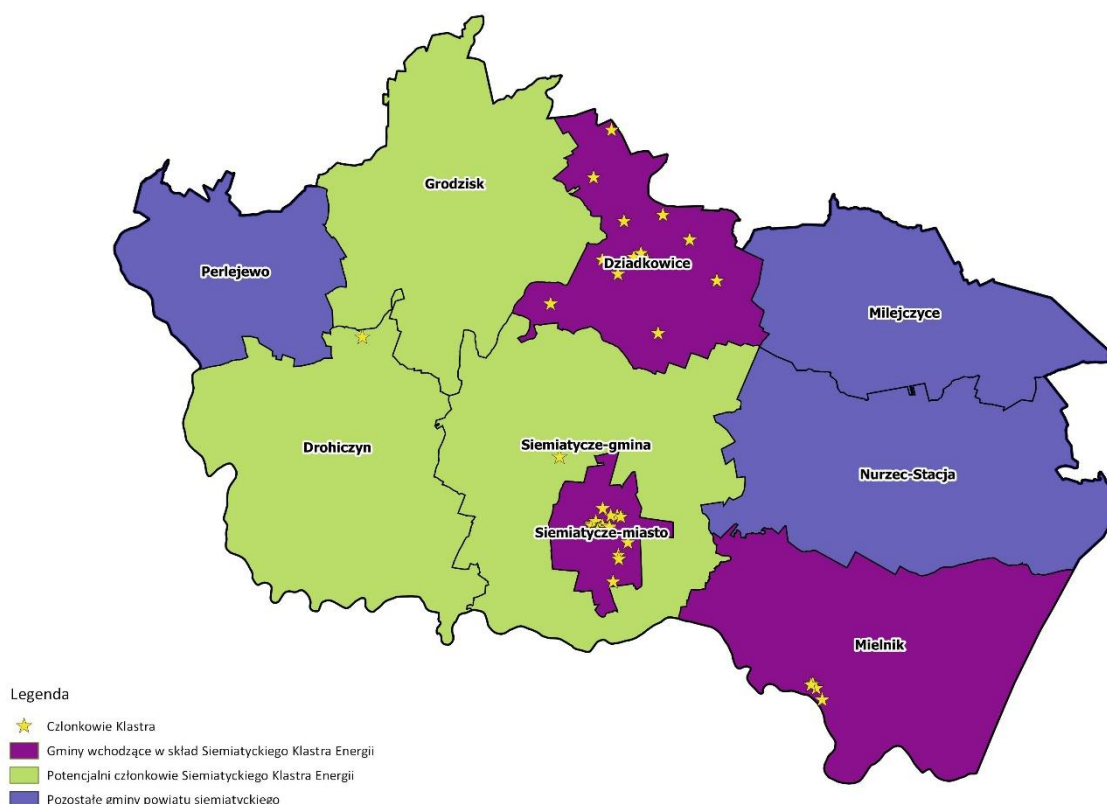 Grodzisk
Perlejewo
Dziadkowice
Milejczyce
Drohiczyn
Siemiatycze-gmina
Nurzec-Stacja
Siemiatycze-miasto
Mielnik
Legenda
Członkowie Klastra
Gminy wchodzące w skład Siemiatyckiego Klastra Energii
Potencjalni członkowie Siemiatyckiego Klastra Energii
Pozostałe gminy powiatu siemiatyckiego